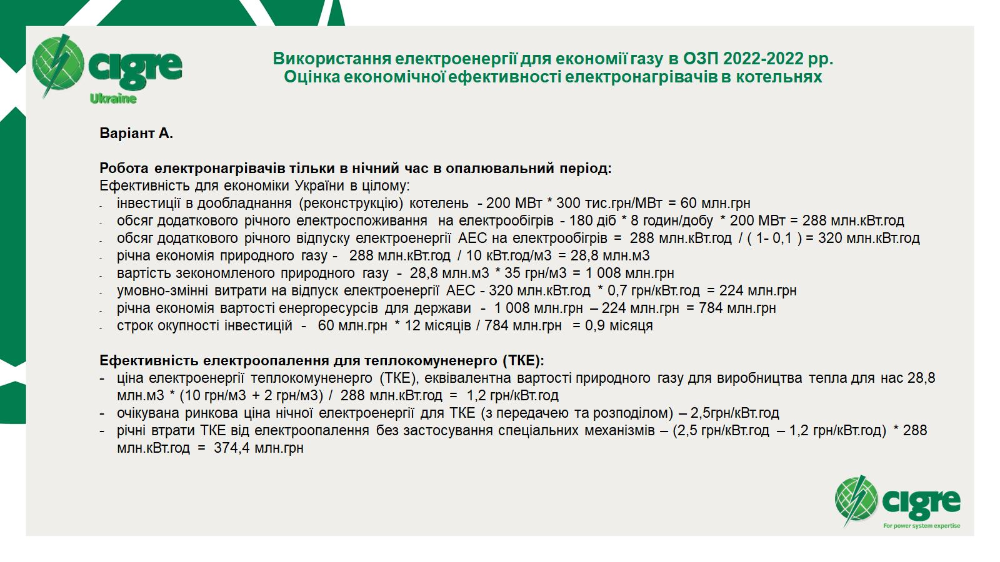 cigre
Ukraine
Використання електроенергії для економії газу в ОЗП 2022-2022 рр.
Оцінка економічної ефективності електронагрівачів в котельнях
Варіант А.
Робота електронагрівачів тільки в нічний час в опалювальний період:
Ефективність для економіки України в цілому:
- інвестиції в дообладнання (реконструкцію) котелень - 200 МВт * 300 тис.грн/МВт = 60 млн.грн
- обсяг додаткового річного електроспоживання на електрообігрів - 180 діб * 8 годин/добу * 200 МВт = 288 млн.кВт.год
- обсяг додаткового річного відпуску електроенергії АЕС на електрообігрів = 288 млн.кВт.год / ( 1- 0,1 ) = 320 млн.кВт.год
- річна економія природного газу - 288 млн.кВт.год / 10 кВт.год/м3 = 28,8 млн.м3
- вартість зекономленого природного газу - 28,8 млн.м3 * 35 грн/м3 = 1 008 млн.грн
- умовно-змінні витрати на відпуск електроенергії АЕС - 320 млн.кВт.год * 0,7 грн/кВт.год = 224 млн.грн
- річна економія вартості енергоресурсів для держави - 1 008 млн.грн – 224 млн.грн = 784 млн.грн
- строк окупності інвестицій - 60 млн.грн * 12 місяців / 784 млн.грн = 0,9 місяця
Ефективність електроопалення для теплокомуненерго (ТКЕ):
- ціна електроенергії теплокомуненерго (ТКЕ), еквівалентна вартості природного газу для виробництва тепла для нас 28,8
млн.м3 * (10 грн/м3 + 2 грн/м3) / 288 млн.кВт.год = 1,2 грн/кВт.год
- очікувана ринкова ціна нічної електроенергії для ТКЕ (з передачею та розподілом) – 2,5грн/кВт.год
- річні втрати ТКЕ від електроопалення без застосування спеціальних механізмів – (2,5 грн/кВт.год – 1,2 грн/кВт.год) * 288
млн.кВт.год = 374,4 млн.грн
cigre
For power system expertise